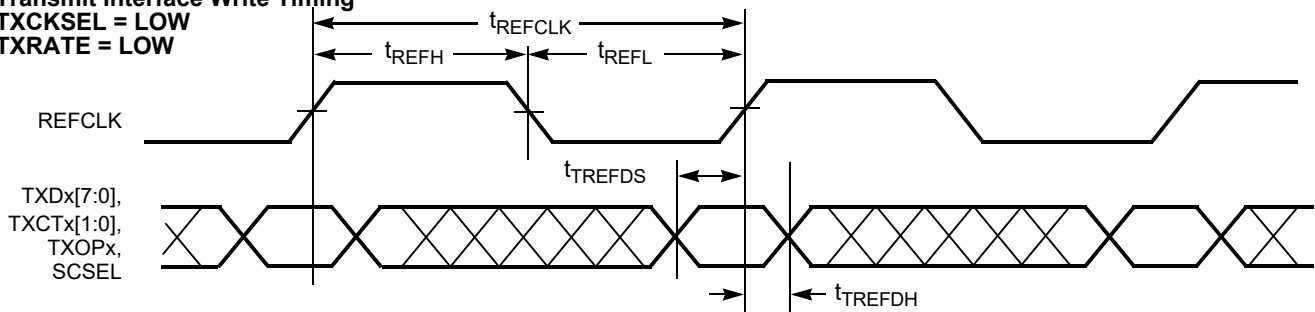 Transmit Interface Write Timing
TXCKSEL = LOW
TXRATE = LOW
tREFCLK
tREFH
tREFL
REFCLK
tTREFDS
TXDx[7:0],
TXCTx[1:0],
TXOPx,
SCSEL
tTREFDH